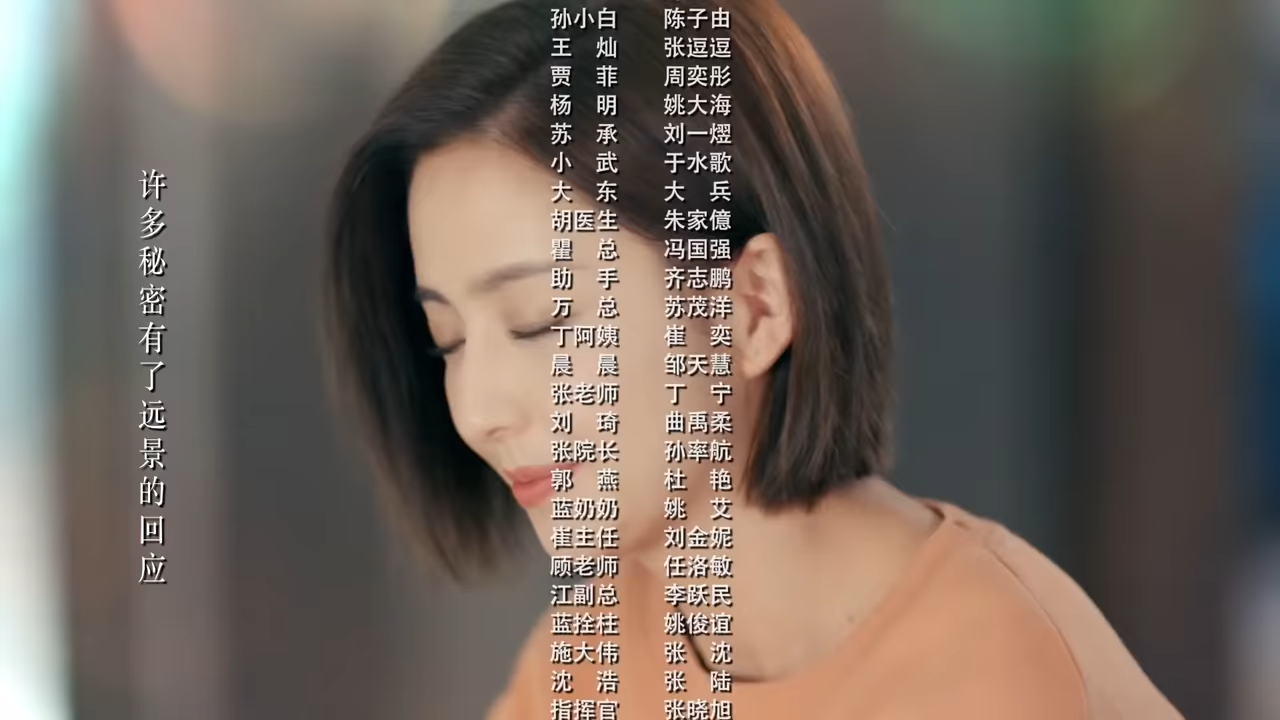 许多秘密有了远景的回应
孙小白 陈子由
王 灿 张逗逗
贾 菲 周奕彤
杨 明 姚大海
苏 承 刘一熠
小 武 于水歌
大 东 大 兵
胡医生 朱家億
瞿 总 冯国强
助 手 齐志鹏
万 总 苏茂洋
丁阿姨 崔 奕
晨 晨 邹天慧
张老师 丁 宁
刘 琦 曲禹柔
张院长 孙率航
郭 燕 杜 艳
蓝奶奶 姚 艾
崔主任 刘金妮
顾老师 任洛敏
江副总 李跃民
蓝拴柱 姚俊谊
施大伟 张 沈
沈 浩 张 陆
指挥官 张晓旭